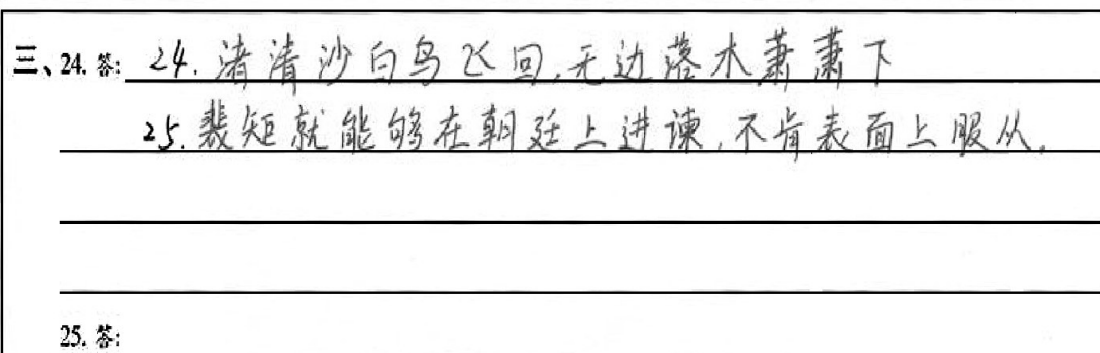 三、24. 答: 24. 渚清沙白鸟飞回,无边落木萧萧下
25. 裴矩就能够在朝廷上进谏,不肯表面上服从.
25. 答: